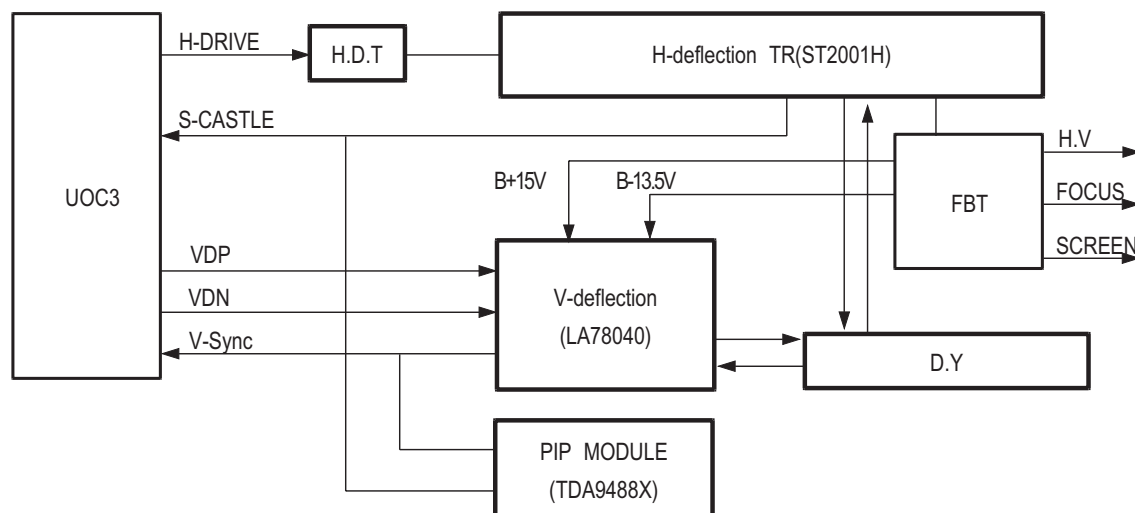 H-DRIVE
H.D.T
H-deflection TR(ST2001H)
S-CASTLE
H.V
UOC3
B+15V
B-13.5V
FBT
FOCUS
SCREEN
VDP
VDN
V-Sync
V-deflection
(LA78040)
D.Y
PIP MODULE
(TDA9488X)